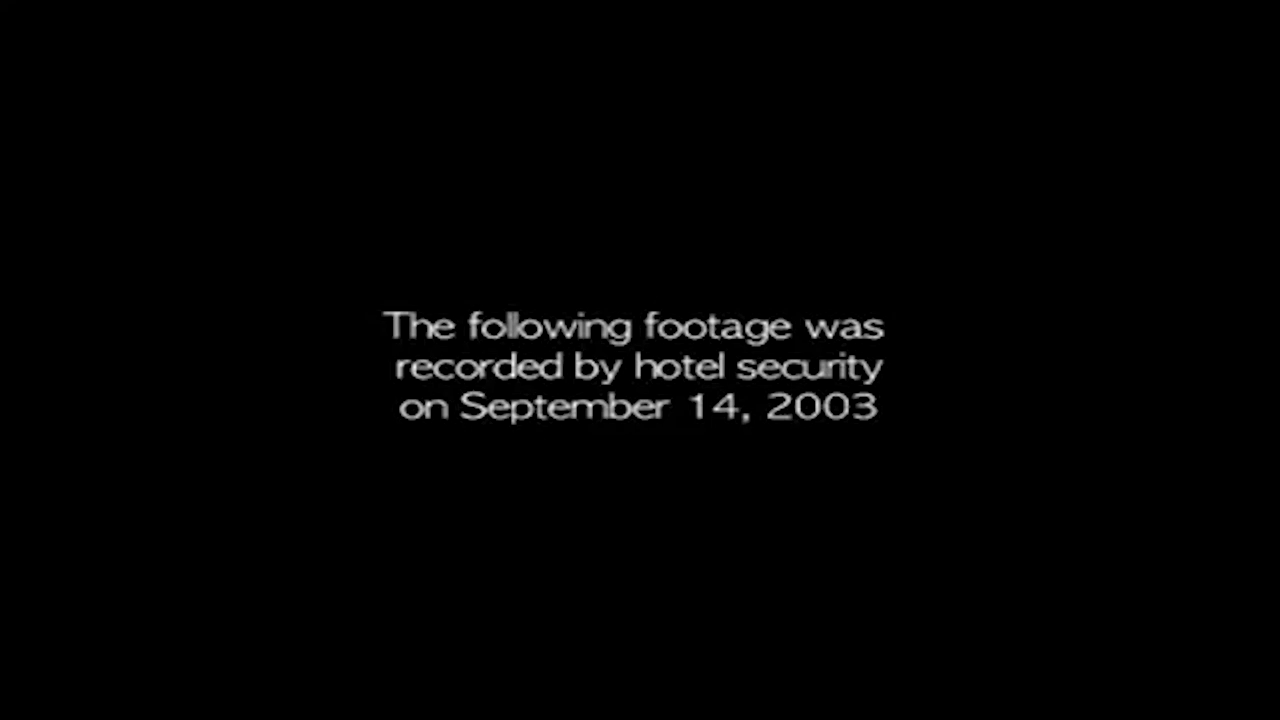 The following footage was
recorded by hotel security
on September 14, 2003